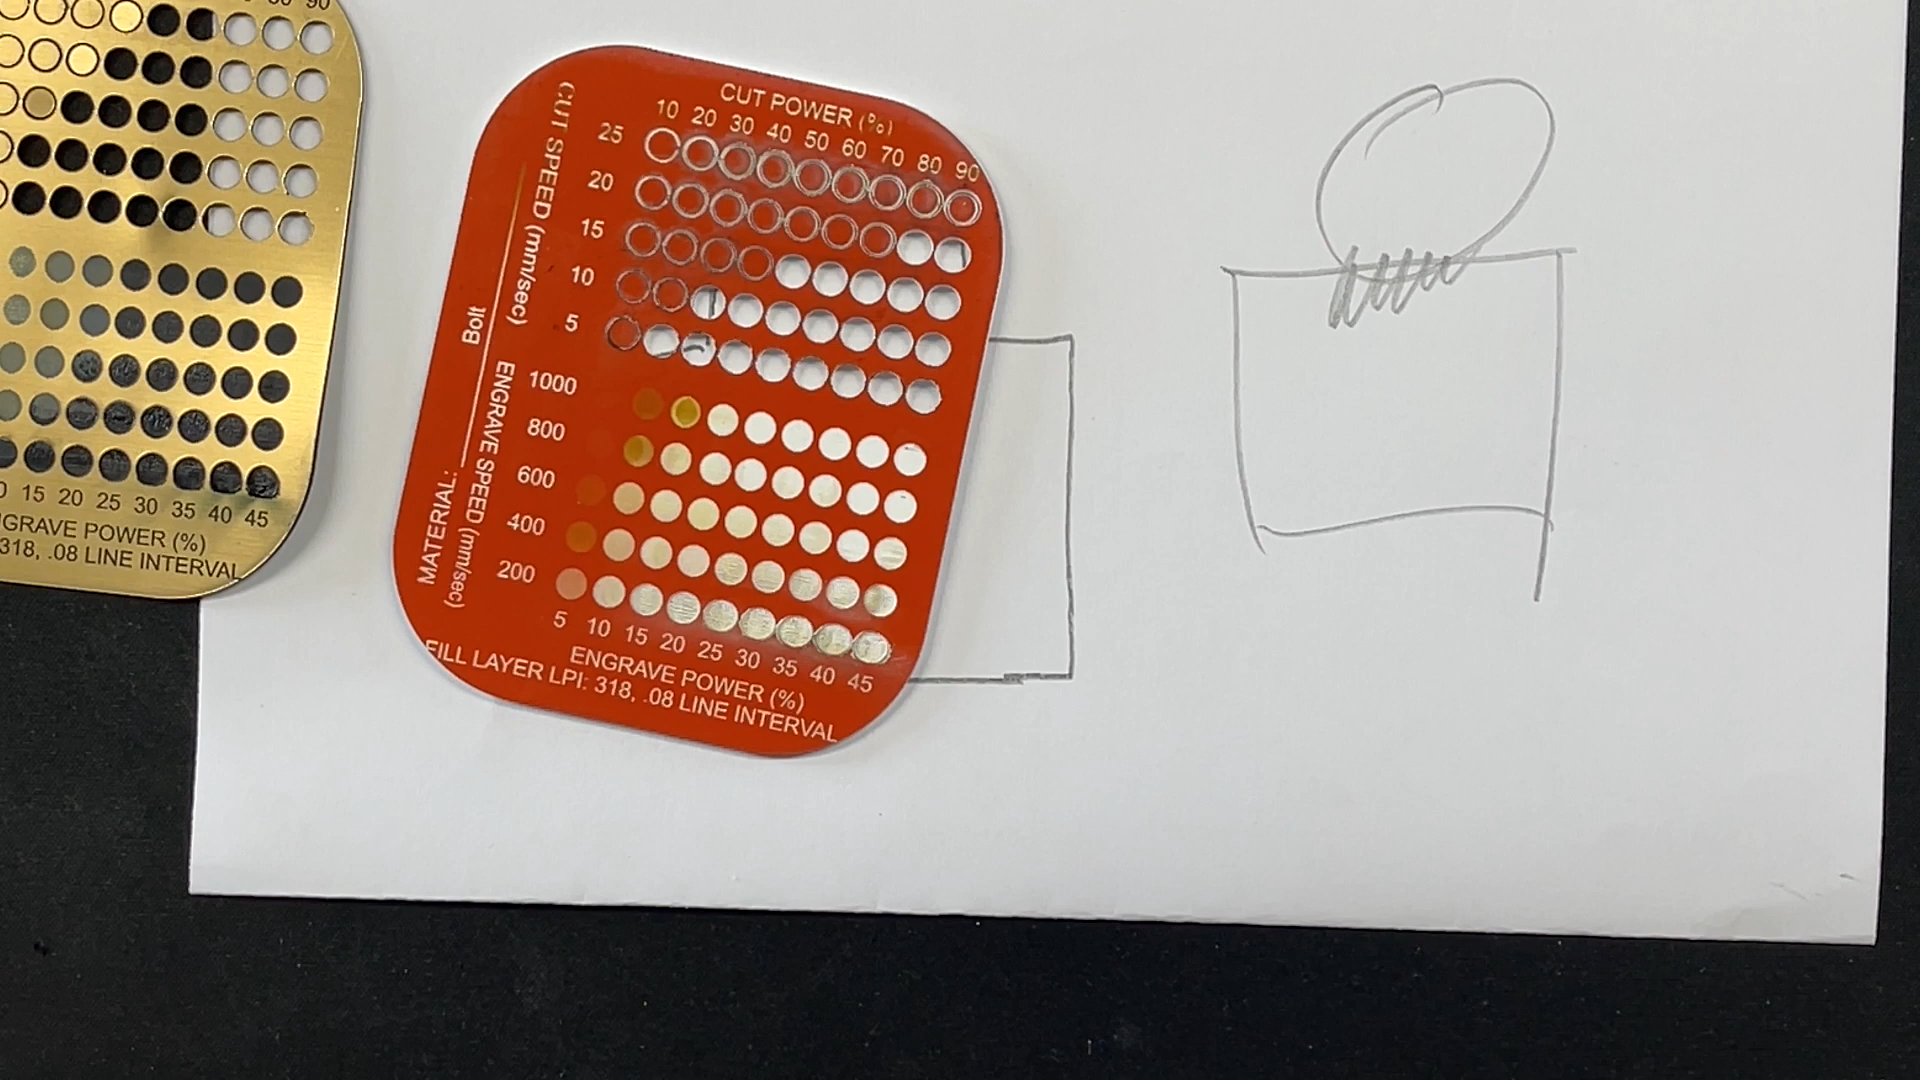 90
0 15 20 25 30 35 40 45
GRAVE POWER (%)
318, .08 LINE INTERVAL
CUT POWER (%)
10 20 30 40 50 60 70 80 90
CUT SPEED (mm/sec)
25
20
15
10
5
MATERIAL: Bolt
ENGRAVE SPEED (mm/sec)
1000
800
600
400
200
5 10 15 20 25 30 35 40 45
ENGRAVE POWER (%)
FILL LAYER LPI: 318, .08 LINE INTERVAL